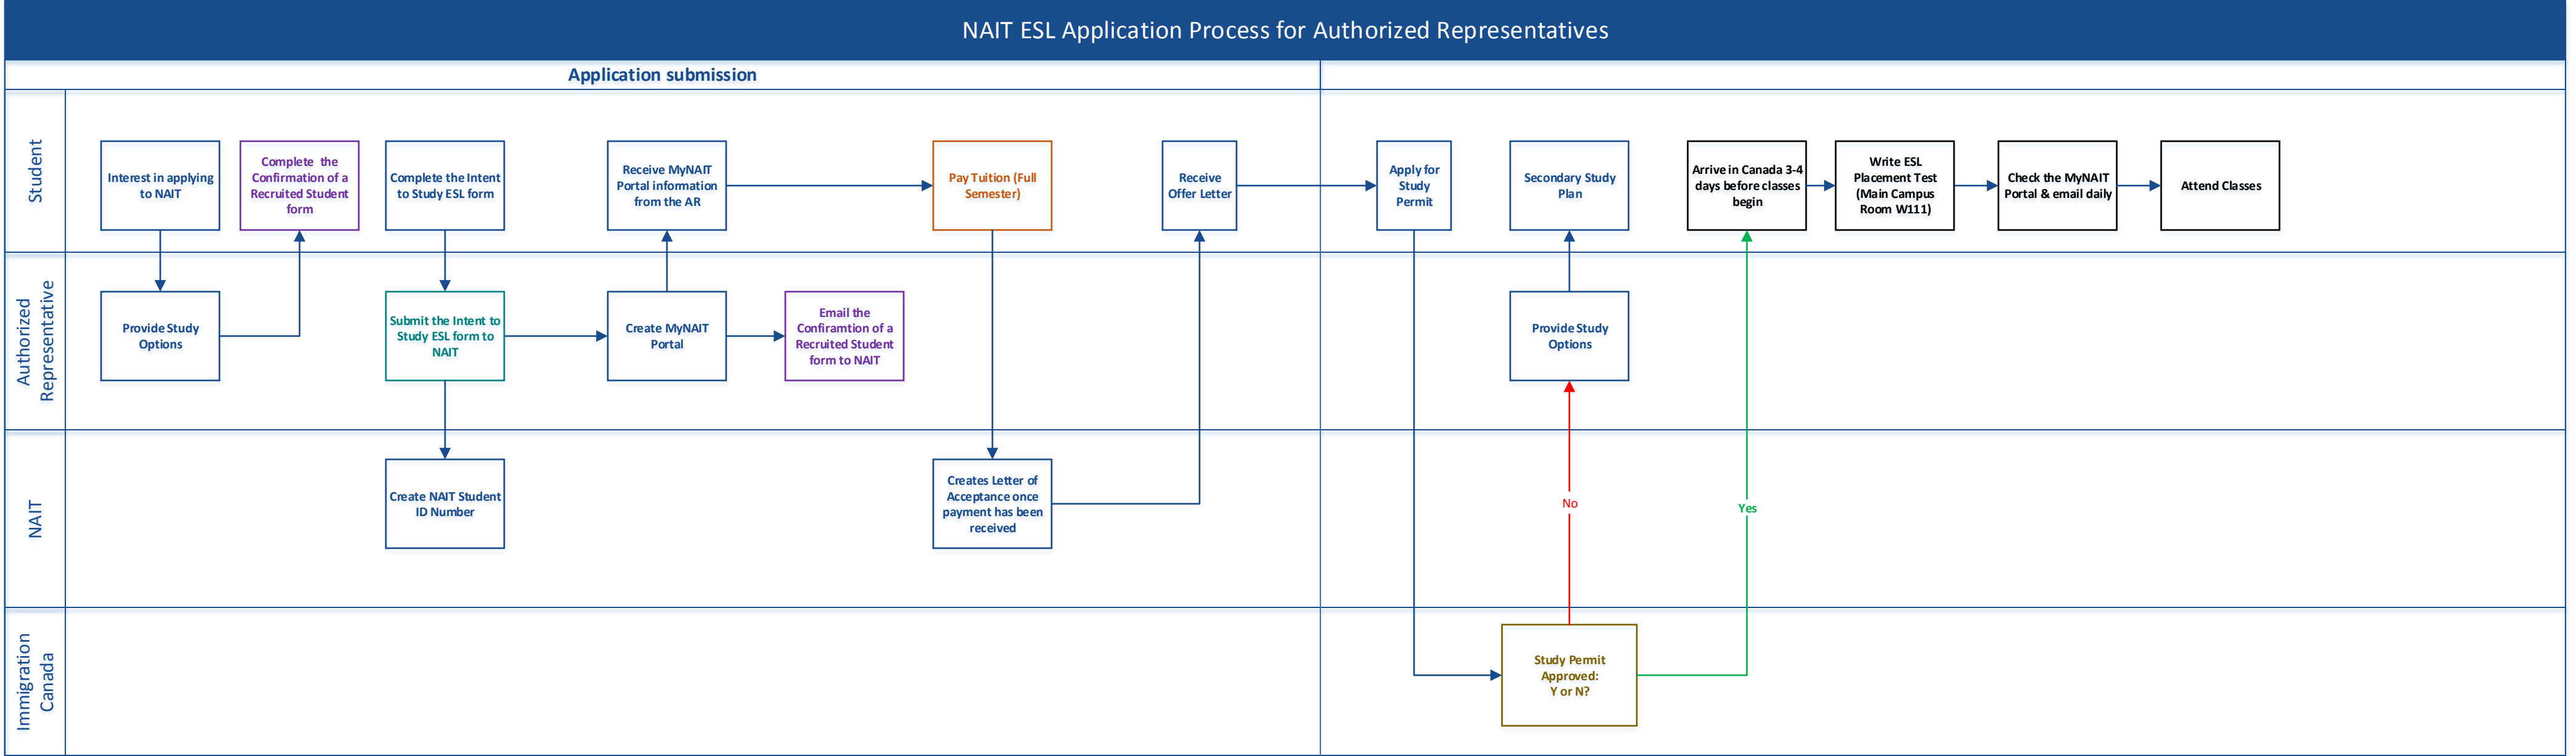 NAIT ESL Application Process for Authorized Representatives
Application submission
Student
Interest in applying
to NAIT
Complete the
Confirmation of a
Recruited Student
form
Complete the Intent
to Study ESL form
Receive MyNAIT
Portal information
from the AR
Pay Tuition (Full
Semester)
Receive
Offer Letter
Apply for
Study
Permit
Secondary Study
Plan
Arrive in Canada 3-4
days before classes
begin
Write ESL
Placement Test
(Main Campus
Room W111)
Check the MyNAIT
Portal & email daily
Attend Classes
Authorized
Representative
Provide Study
Options
Submit the Intent to
Study ESL form to
NAIT
Create MyNAIT
Portal
Email the
Confiramtion of a
Recruited Student
form to NAIT
Provide Study
Options
NAIT
Create NAIT Student
ID Number
Creates Letter of
Acceptance once
payment has been
received
No
Yes
Immigration
Canada
Study Permit
Approved:
Y or N?